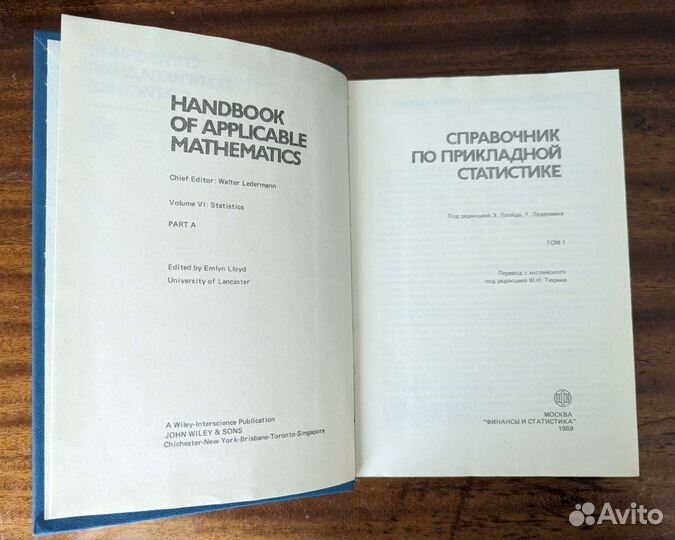 HANDBOOK
OF APPLICABLE
MATHEMATICS
Chief Editor: Walter Ledermann
Volume VI: Statistics
PART A
Edited by Emlyn Lloyd
University of Lancaster
A Wiley-Interscience Publication
JOHN WILEY & SONS
Chichester-New York-Brisbane-Toronto-Singapore
СПРАВОЧНИК
ПО ПРИКЛАДНОЙ
СТАТИСТИКЕ
Под редакцией Э. Ллойда, У. Ледермана
ТОМ 1
Перевод с английского
под редакцией Ю.Н. Тюрина
МОСКВА
"ФИНАНСЫ И СТАТИСТИКА"
1989
Avito